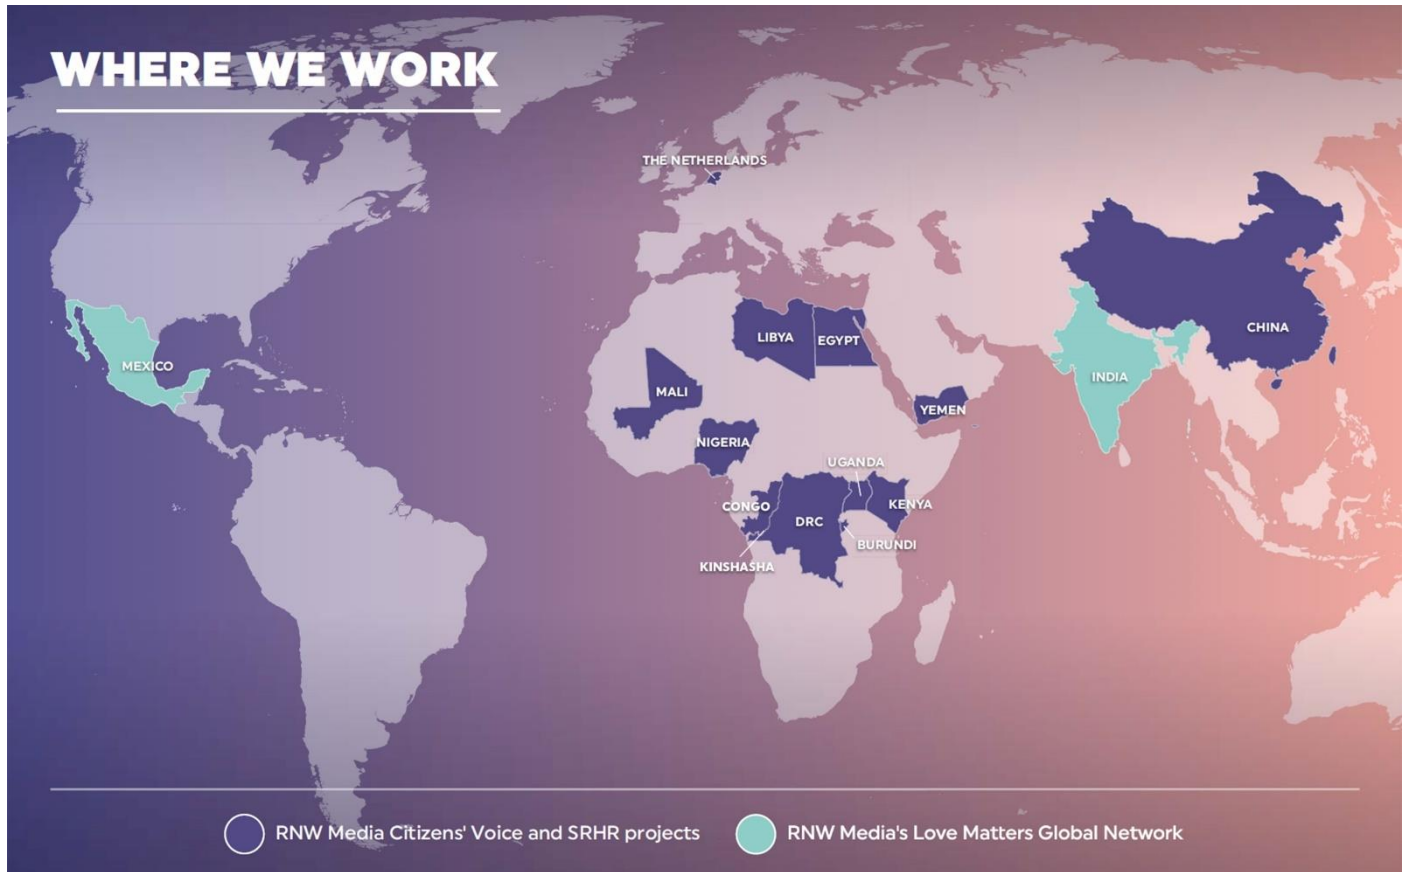 WHERE WE WORK
THE NETHERLANDS
CHINA
LIBYA
EGYPT
MEXICO
INDIA
MALI
YEMEN
NIGERIA
UGANDA
CONGO
KENYA
DRC
BURUNDI
KINSHASHA
RNW Media Citizens' Voice and SRHR projects
RNW Media's Love Matters Global Network